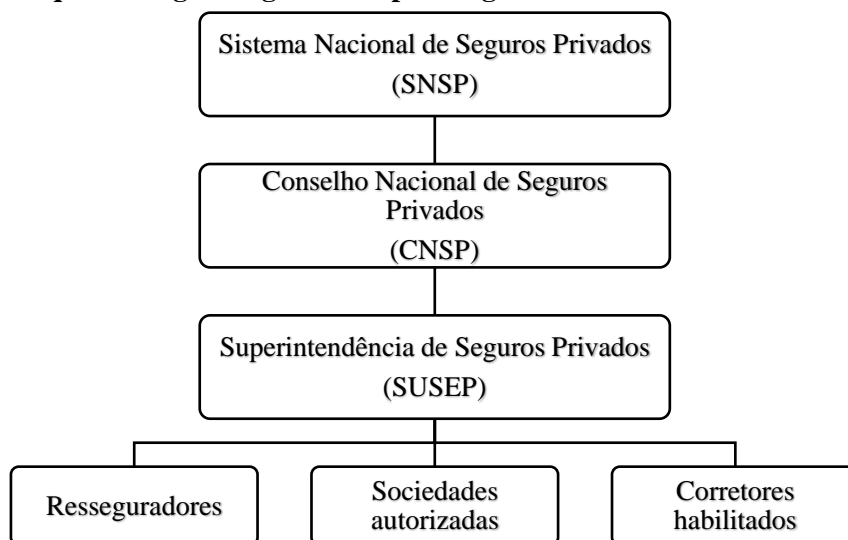 Sistema Nacional de Seguros Privados
(SNSP)
Conselho Nacional de Seguros
Privados
(CNSP)
Superintendência de Seguros Privados
(SUSEP)
Resseguradores
Sociedades
autorizadas
Corretores
habilitados